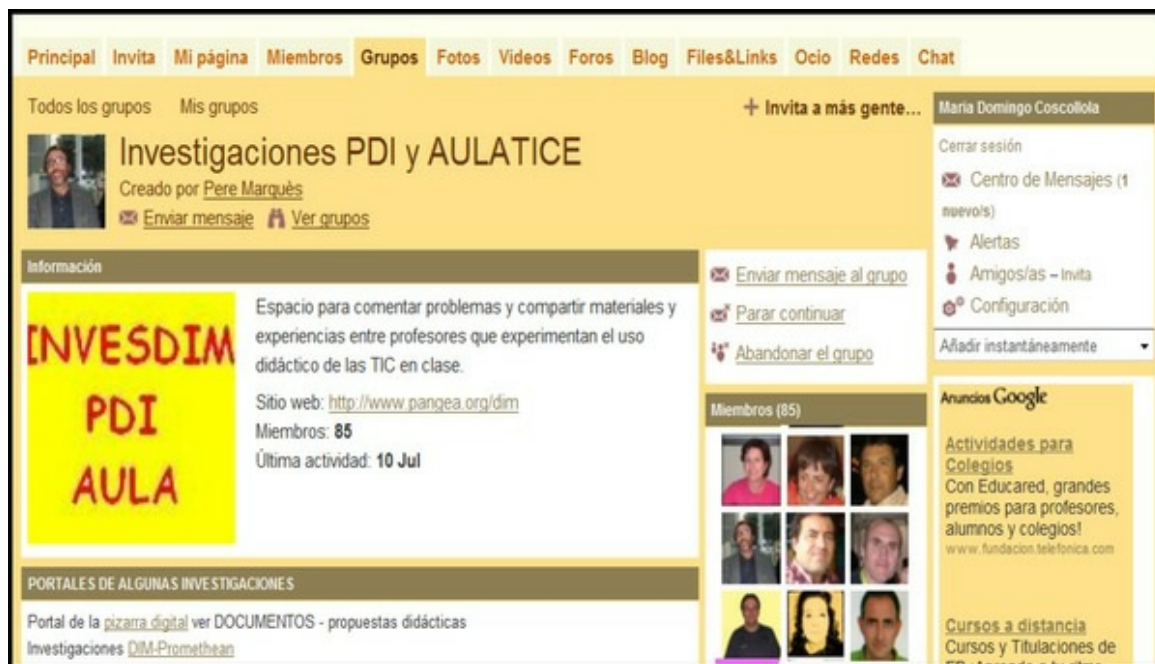 Principal Invita Mi página Miembros Grupos Fotos Videos Foros Blog Files&Links Ocio Redes Chat
Todos los grupos Mis grupos
+ Invita a más gente...
Investigaciones PDI y AULATICE
Creado por Pere Marquès
Enviar mensaje Ver grupos
Información
INVESDIM
PDI
AULA
Espacio para comentar problemas y compartir materiales y
experiencias entre profesores que experimentan el uso
didáctico de las TIC en clase.
Sitio web: http://www.pangea.org/dim
Miembros: 85
Última actividad: 10 Jul
PORTALES DE ALGUNAS INVESTIGACIONES
Portal de la pizarra digital ver DOCUMENTOS - propuestas didácticas
Investigaciones DIM-Promethean
Enviar mensaje al grupo
Parar continuar
Abandonar el grupo
Miembros (85)
Maria Domingo Coscollola
Cerrar sesión
Centro de Mensajes (1
nuevo/s)
Alertas
Amigos/as – Invita
Configuración
Añadir instantáneamente
Anuncios Google
Actividades para
Colegios
Con Educared, grandes
premios para profesores,
alumnos y colegios!
www.fundacion.telefonica.com
Cursos a distancia
Cursos y Titulaciones de